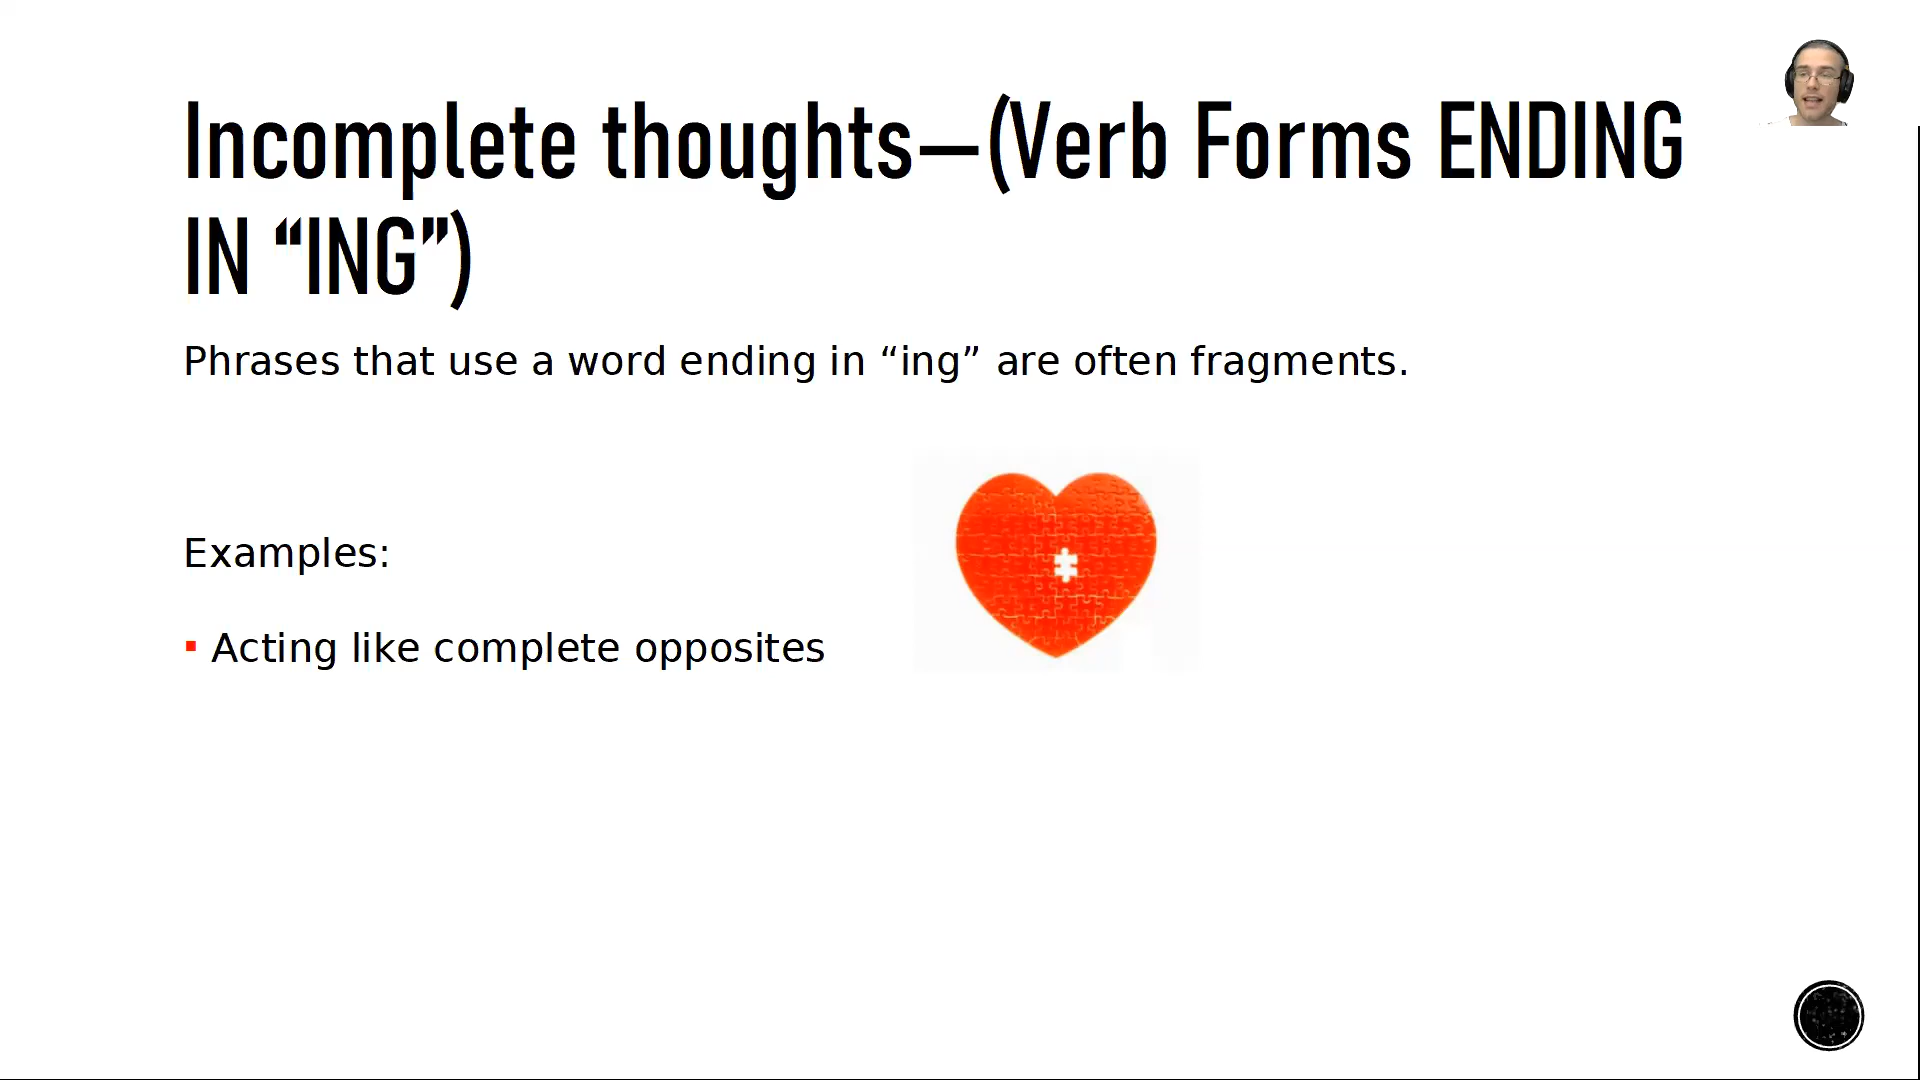 Incomplete thoughts—(Verb Forms ENDING
IN “ING”)
Phrases that use a word ending in “ing” are often fragments.
Examples:
▪ Acting like complete opposites